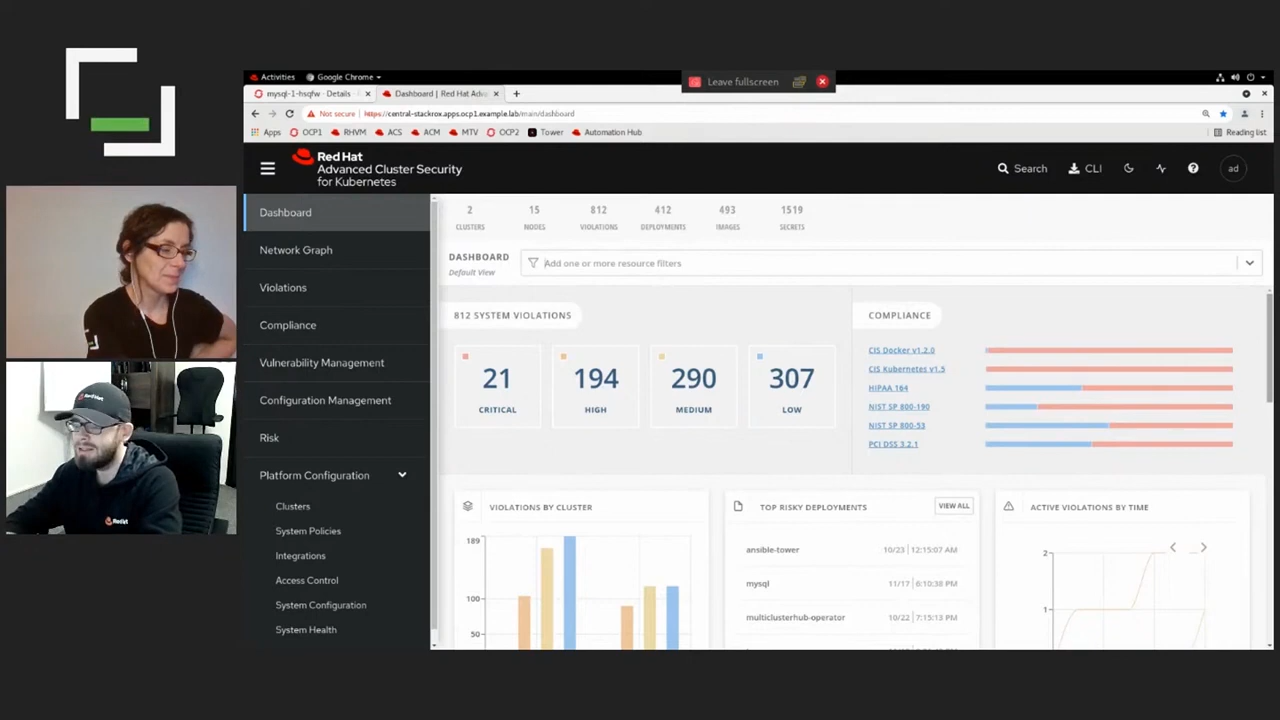 Activities
Google Chrome
Leave fullscreen
mysql-1-hsqfw · Details ·
Dashboard | Red Hat Adva
Not secure
https://central-stackrox.apps.ocp1.example.lab/main/dashboard
Apps
OCP1
RHVM
ACS
ACM
MTV
OCP2
Tower
Automation Hub
Reading list
Red Hat
Advanced Cluster Security
for Kubernetes
Search
CLI
ad
Dashboard
Network Graph
Violations
Compliance
Vulnerability Management
Configuration Management
Risk
Platform Configuration
Clusters
System Policies
Integrations
Access Control
System Configuration
System Health
2 15 812 412 493 1519
CLUSTERS NODES VIOLATIONS DEPLOYMENTS IMAGES SECRETS
DASHBOARD
Default View
Add one or more resource filters
812 SYSTEM VIOLATIONS
21 194 290 307
CRITICAL HIGH MEDIUM LOW
COMPLIANCE
CIS Docker v1.2.0
CIS Kubernetes v1.5
HIPAA 164
NIST SP 800-190
NIST SP 800-53
PCI DSS 3.2.1
VIOLATIONS BY CLUSTER
189
100
50
TOP RISKY DEPLOYMENTS
VIEW ALL
ansible-tower 10/23 | 12:15:07 AM
mysql 11/17 | 6:10:38 PM
multiclusterhub-operator 10/22 | 7:15:13 PM
ACTIVE VIOLATIONS BY TIME
2
1
Red Hat
Red Hat